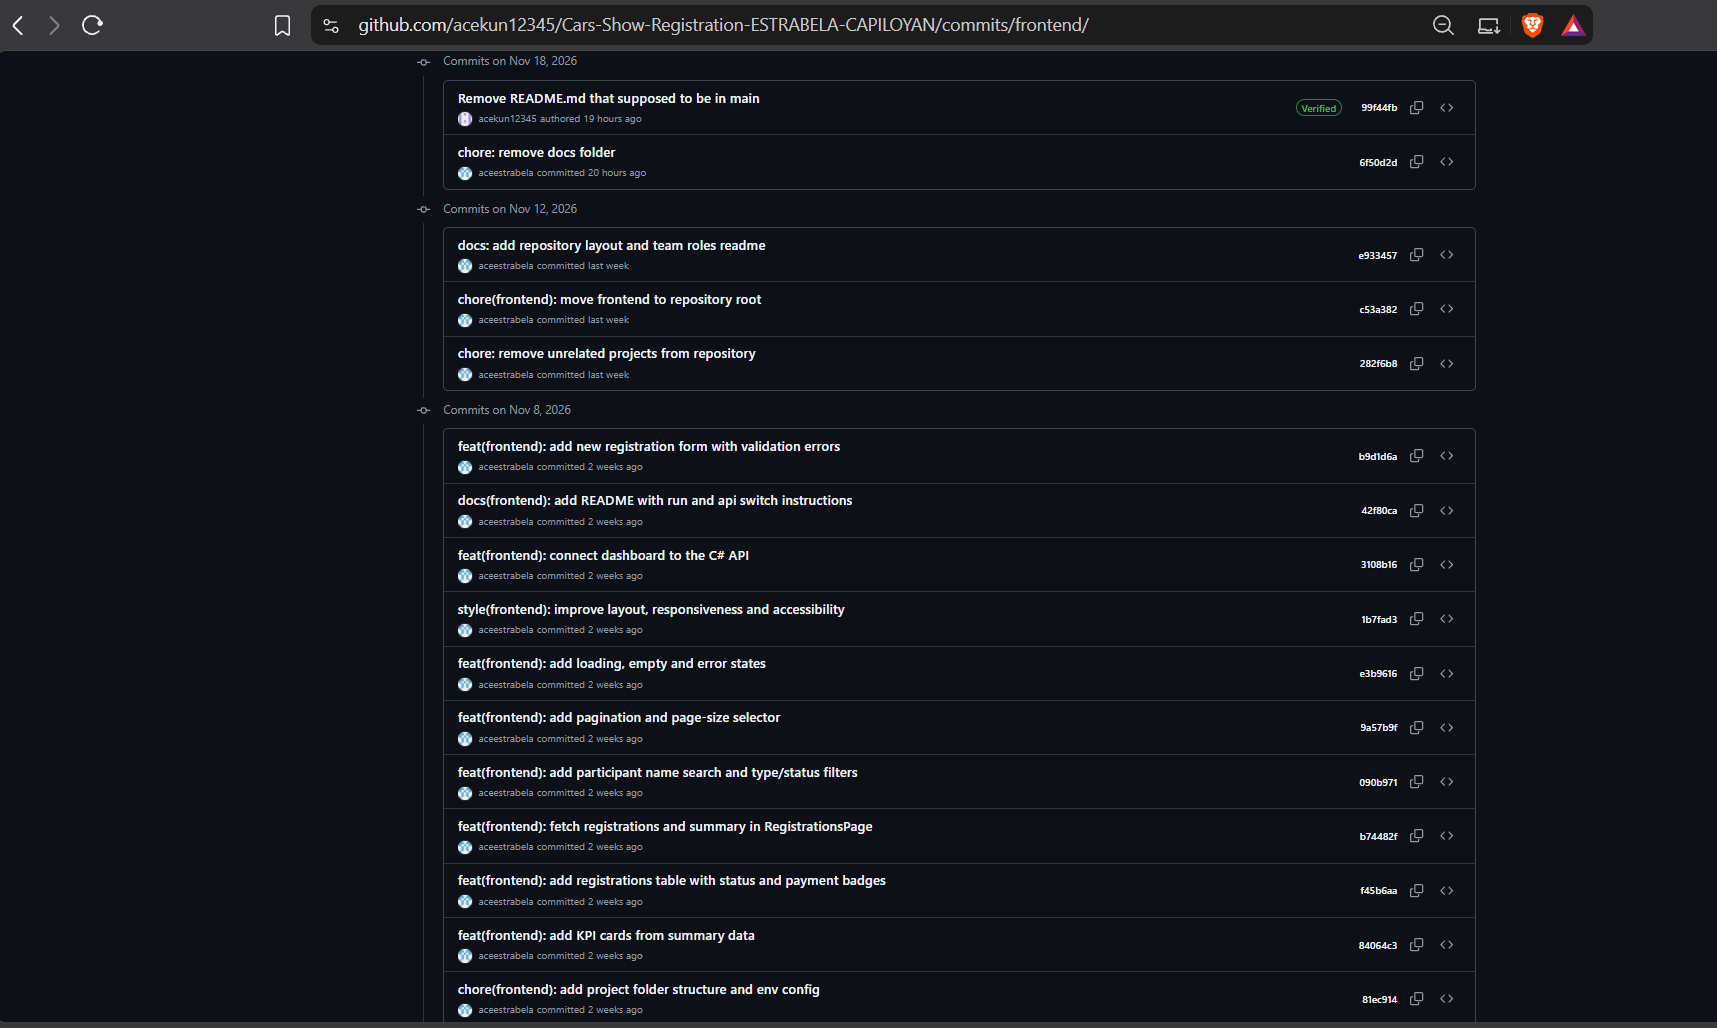 github.com/acekun12345/Cars-Show-Registration-ESTRABELA-CAPILOYAN/commits/frontend/
Commits on Nov 18, 2026
Remove README.md that supposed to be in main
acekun12345 authored 19 hours ago
Verified
99f44fb
chore: remove docs folder
aceestrabela committed 20 hours ago
6f50d2d
Commits on Nov 12, 2026
docs: add repository layout and team roles readme
aceestrabela committed last week
e933457
chore(frontend): move frontend to repository root
aceestrabela committed last week
c53a382
chore: remove unrelated projects from repository
aceestrabela committed last week
282f6b8
Commits on Nov 8, 2026
feat(frontend): add new registration form with validation errors
aceestrabela committed 2 weeks ago
b9d1d6a
docs(frontend): add README with run and api switch instructions
aceestrabela committed 2 weeks ago
42f80ca
feat(frontend): connect dashboard to the C# API
aceestrabela committed 2 weeks ago
3108b16
style(frontend): improve layout, responsiveness and accessibility
aceestrabela committed 2 weeks ago
1b7fad3
feat(frontend): add loading, empty and error states
aceestrabela committed 2 weeks ago
e3b9616
feat(frontend): add pagination and page-size selector
aceestrabela committed 2 weeks ago
9a57b9f
feat(frontend): add participant name search and type/status filters
aceestrabela committed 2 weeks ago
090b971
feat(frontend): fetch registrations and summary in RegistrationsPage
aceestrabela committed 2 weeks ago
b74482f
feat(frontend): add registrations table with status and payment badges
aceestrabela committed 2 weeks ago
f45b6aa
feat(frontend): add KPI cards from summary data
aceestrabela committed 2 weeks ago
84064c3
chore(frontend): add project folder structure and env config
aceestrabela committed 2 weeks ago
81ec914